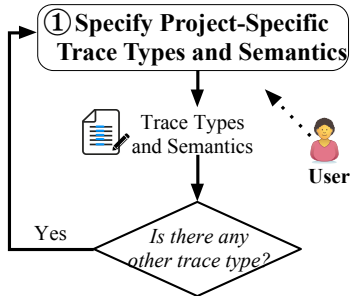 ① Specify Project-Specific
Trace Types and Semantics
Trace Types
and Semantics
User
Yes
Is there any
other trace type?